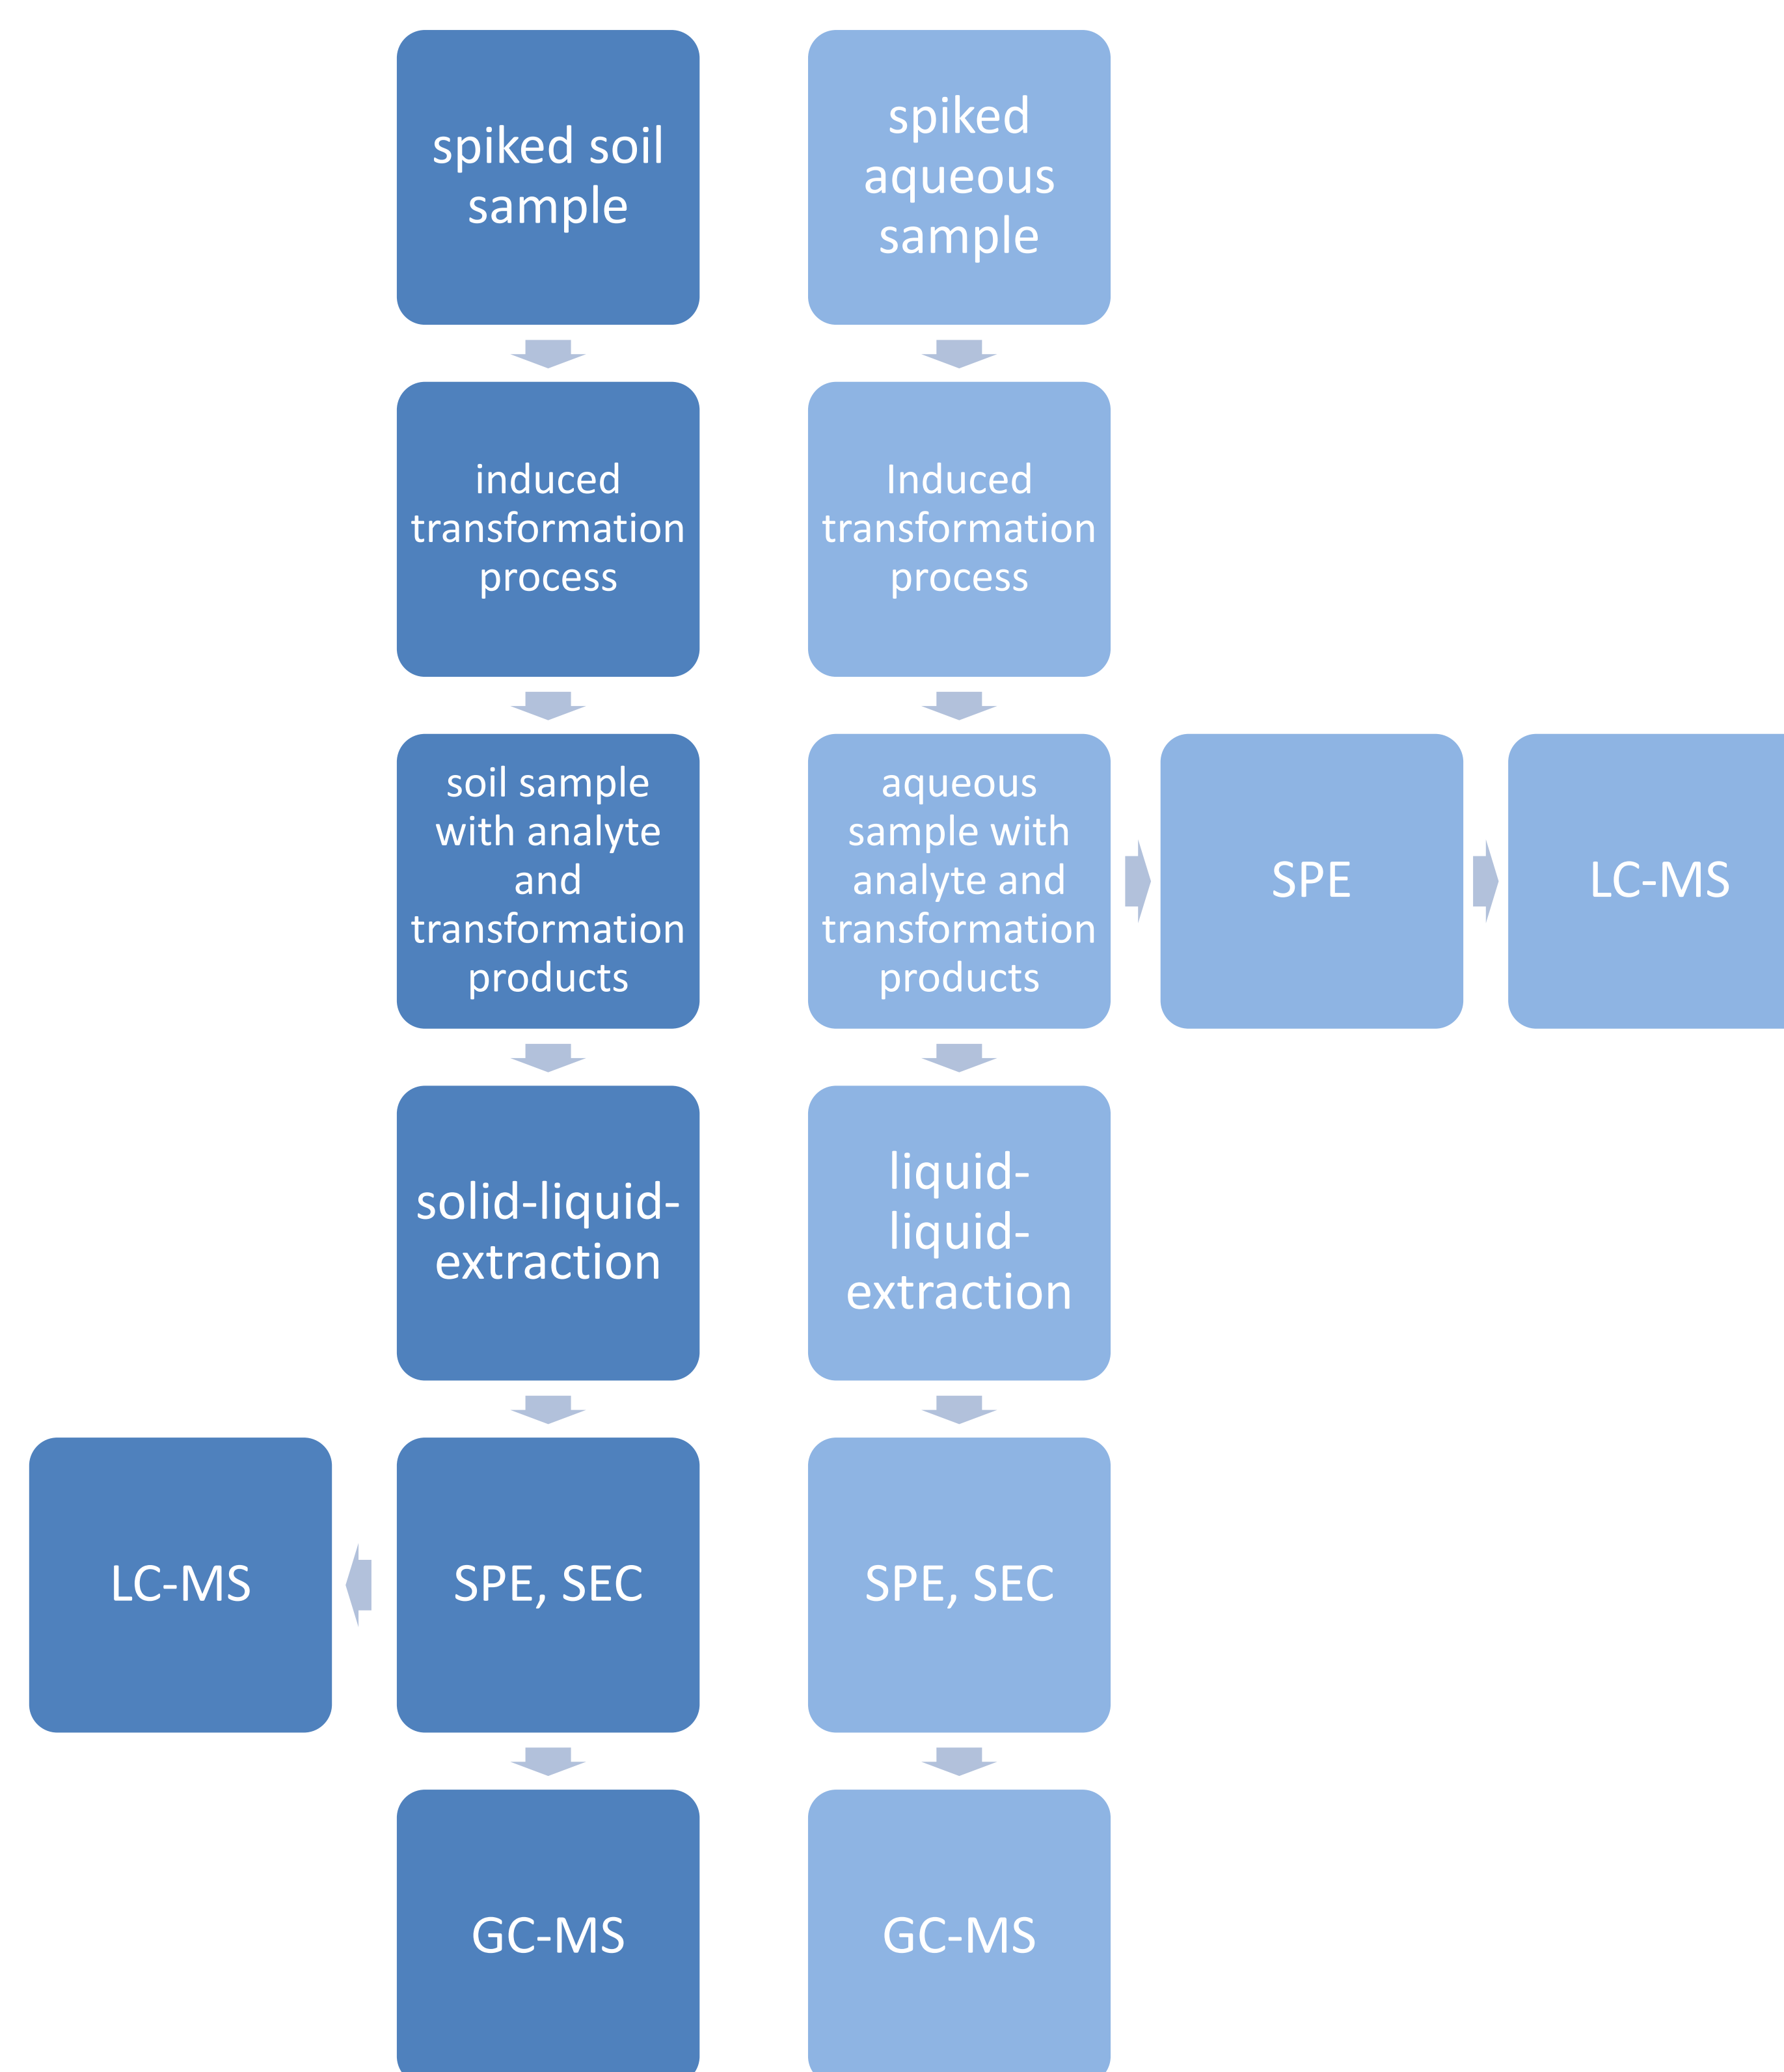 spiked soil
sample
spiked
aqueous
sample
induced
transformation
process
Induced
transformation
process
soil sample
with analyte
and
transformation
products
aqueous
sample with
analyte and
transformation
products
SPE
LC-MS
solid-liquid-
extraction
liquid-
liquid-
extraction
LC-MS
SPE, SEC
SPE, SEC
GC-MS
GC-MS